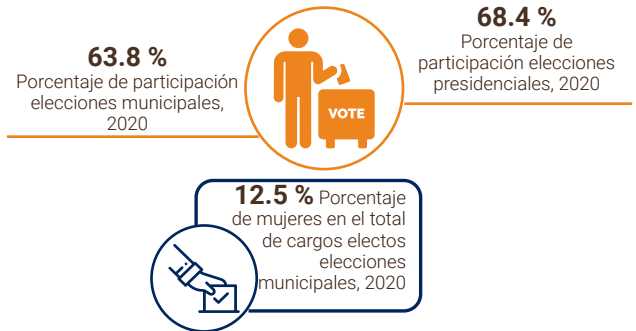 63.8 %
Porcentaje de participación
elecciones municipales,
2020
68.4 %
Porcentaje de
participación elecciones
presidenciales, 2020
VOTE
12.5 % Porcentaje
de mujeres en el total
de cargos electos
elecciones
municipales, 2020